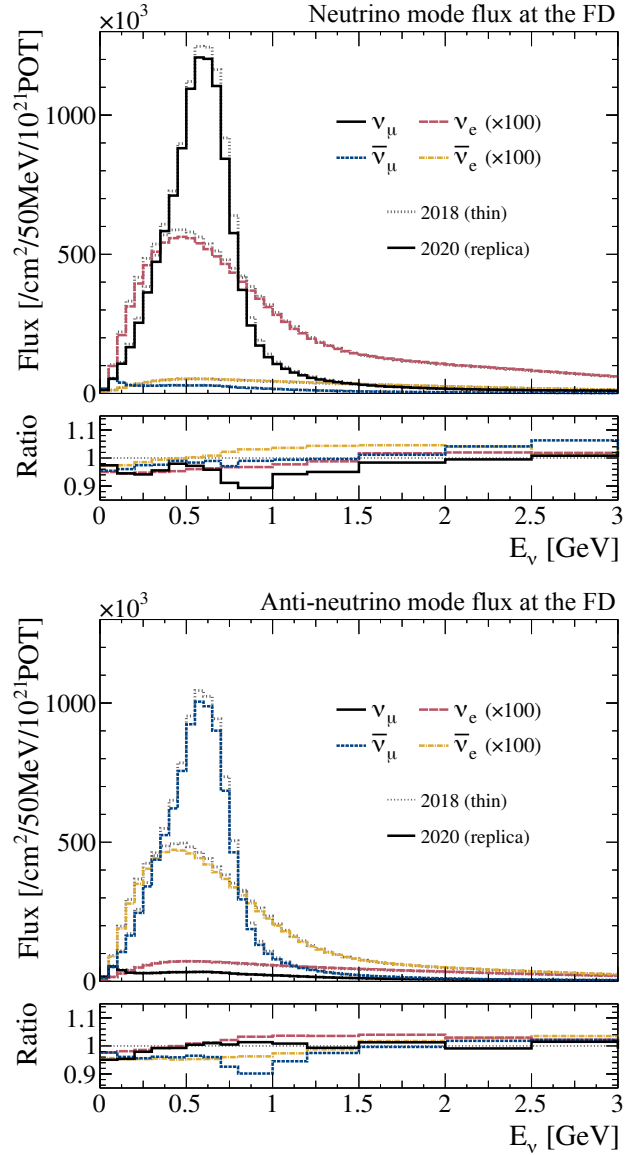 ×10³ Neutrino mode flux at the FD
Flux [/cm²/50MeV/10²¹POT]
1000
500
0
ν_μ ν_e (×100)
ν̅_μ ν̅_e (×100)
2018 (thin)
2020 (replica)
Ratio
1.1
1
0.9
0 0.5 1 1.5 2 2.5 3
E_ν [GeV]
×10³ Anti-neutrino mode flux at the FD
Flux [/cm²/50MeV/10²¹POT]
1000
500
0
ν_μ ν_e (×100)
ν̅_μ ν̅_e (×100)
2018 (thin)
2020 (replica)
Ratio
1.1
1
0.9
0 0.5 1 1.5 2 2.5 3
E_ν [GeV]